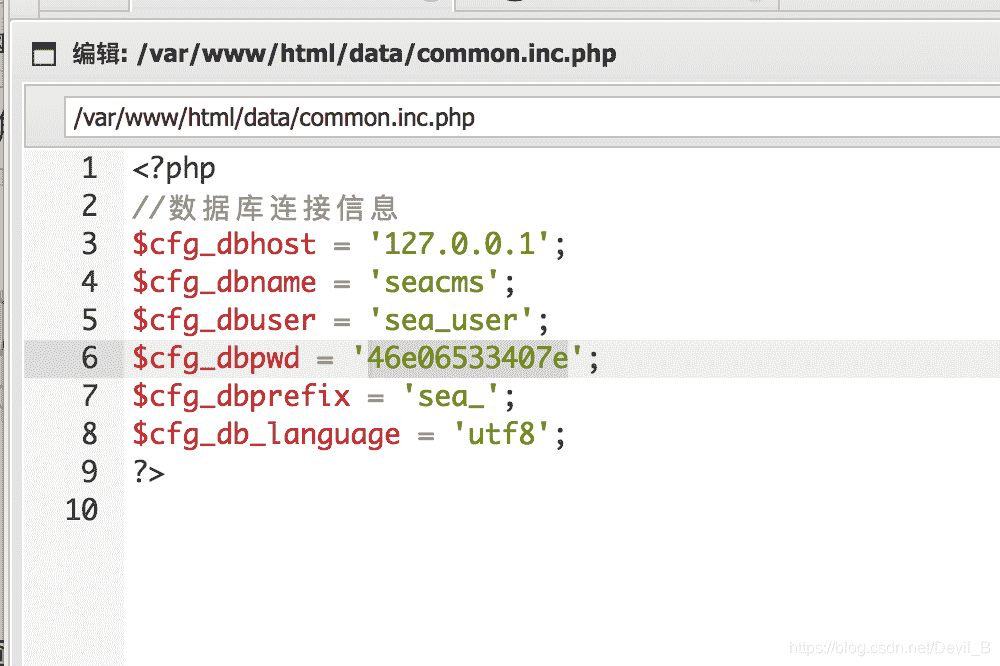 编辑: /var/www/html/data/common.inc.php
/var/www/html/data/common.inc.php
1 <?php
2 //数据库连接信息
3 $cfg_dbhost = '127.0.0.1';
4 $cfg_dbname = 'seacms';
5 $cfg_dbuser = 'sea_user';
6 $cfg_dbpwd = '46e06533407e';
7 $cfg_dbprefix = 'sea_';
8 $cfg_db_language = 'utf8';
9 ?>
10
https://blog.csdn.net/Devil_B